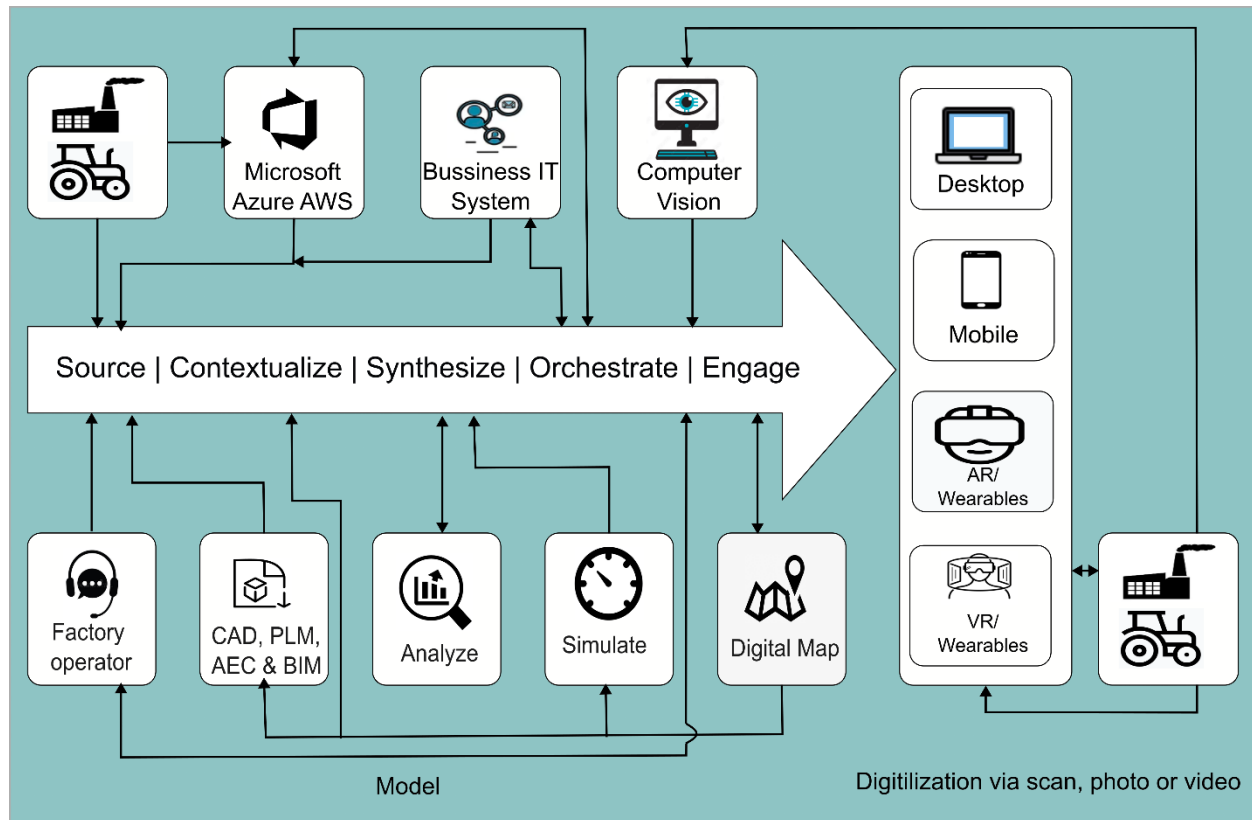 Microsoft
Azure AWS
Bussiness IT
System
Computer
Vision
Desktop
Mobile
AR/
Wearables
VR/
Wearables
Source | Contextualize | Synthesize | Orchestrate | Engage
Factory
operator
CAD, PLM,
AEC & BIM
Analyze
Simulate
Digital Map
Model
Digitilization via scan, photo or video